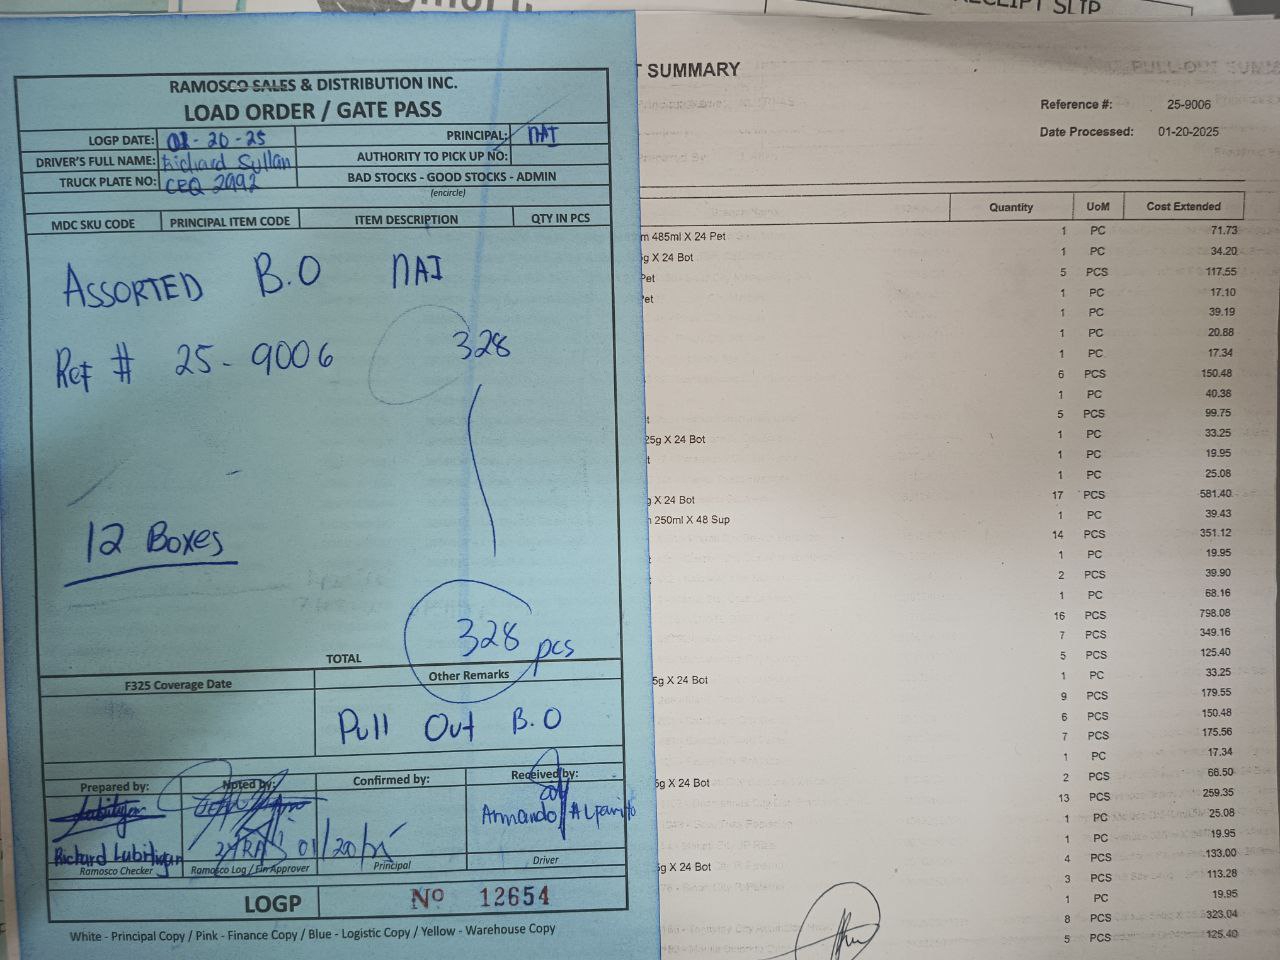 RECEIPT SLIP
RAMOSCO SALES & DISTRIBUTION INC.
LOAD ORDER / GATE PASS
LOGP DATE: 01-20-25
PRINCIPAL: NAI
DRIVER'S FULL NAME: Richard Sullan
AUTHORITY TO PICK UP NO:
TRUCK PLATE NO: CEQ 2992
BAD STOCKS - GOOD STOCKS - ADMIN
(encircle)
MDC SKU CODE PRINCIPAL ITEM CODE ITEM DESCRIPTION QTY IN PCS
ASSORTED B.O NAI
Ref # 25-9006 328
12 Boxes
328 pcs
TOTAL
F325 Coverage Date Other Remarks
Pull Out B.O
Prepared by: Noted by: Confirmed by: Received by:
Armando
Richard 01/20/25
Ramosco Checker Ramosco Log / Fin Approver Principal Driver
LOGP Nº 12654
White - Principal Copy / Pink - Finance Copy / Blue - Logistic Copy / Yellow - Warehouse Copy
T SUMMARY
Reference #: 25-9006
Date Processed: 01-20-2025
Quantity UoM Cost Extended
m 485ml X 24 Pet 1 PC 71.73
g X 24 Bot 1 PC 34.20
Pet 5 PCS 117.55
et 1 PC 17.10
1 PC 39.19
1 PC 20.88
1 PC 17.34
6 PCS 150.48
1 PC 40.38
t 5 PCS 99.75
25g X 24 Bot 1 PC 33.25
t 1 PC 19.95
1 PC 25.08
g X 24 Bot 17 PCS 581.40
n 250ml X 48 Sup 1 PC 39.43
14 PCS 351.12
1 PC 19.95
2 PCS 39.90
1 PC 68.16
16 PCS 798.08
7 PCS 349.16
5 PCS 125.40
5g X 24 Bot 1 PC 33.25
9 PCS 179.55
6 PCS 150.48
7 PCS 175.56
1 PC 17.34
5g X 24 Bot 2 PCS 66.50
13 PCS 259.35
1 PC 25.08
1 PC 19.95
5g X 24 Bot 4 PCS 133.00
3 PCS 113.28
1 PC 19.95
8 PCS 323.04
5 PCS 125.40